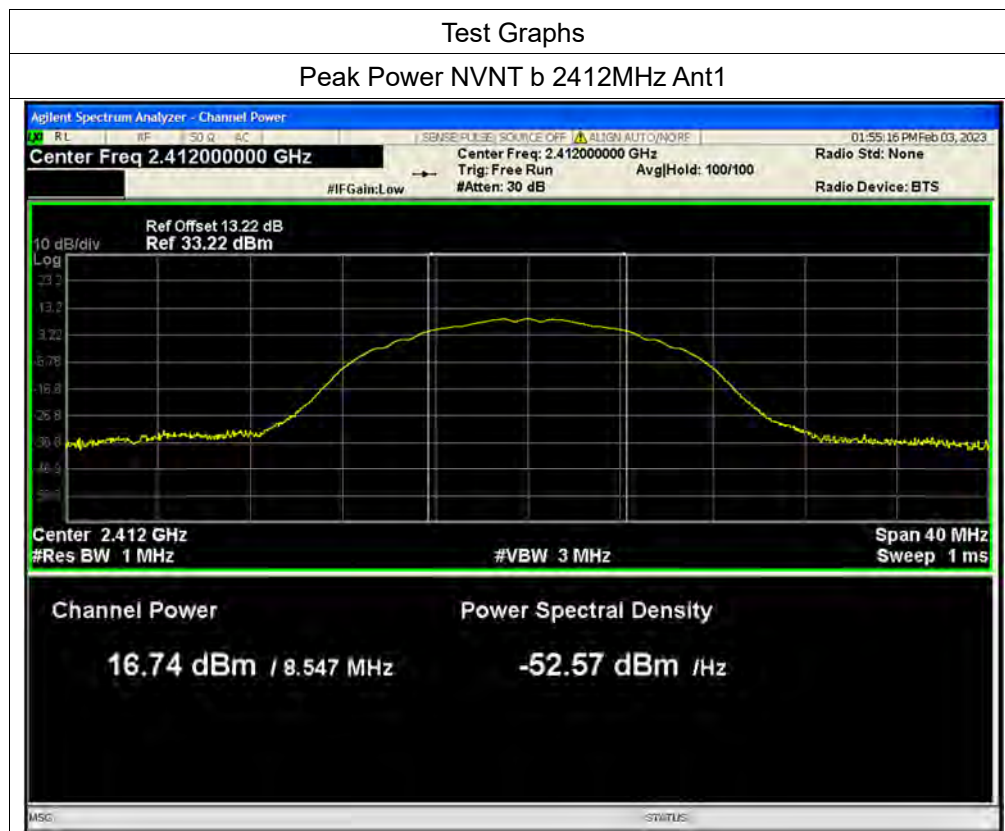 Test Graphs
Peak Power NVNT b 2412MHz Ant1
Agilent Spectrum Analyzer - Channel Power
RL RF 50 Ω AC SENSE:PULSE SOURCE OFF ALIGN AUTO/NO RF 01:55:16 PM Feb 03, 2023
Center Freq 2.412000000 GHz Center Freq: 2.412000000 GHz Radio Std: None
Trig: Free Run Avg|Hold: 100/100
#IFGain:Low #Atten: 30 dB Radio Device: BTS
Ref Offset 13.22 dB
10 dB/div Ref 33.22 dBm
Log
23.2
13.2
3.22
-6.78
-16.8
-26.8
-36.8
-46.8
Center 2.412 GHz Span 40 MHz
#Res BW 1 MHz #VBW 3 MHz Sweep 1 ms
Channel Power Power Spectral Density
16.74 dBm / 8.547 MHz -52.57 dBm /Hz
MSG STATUS